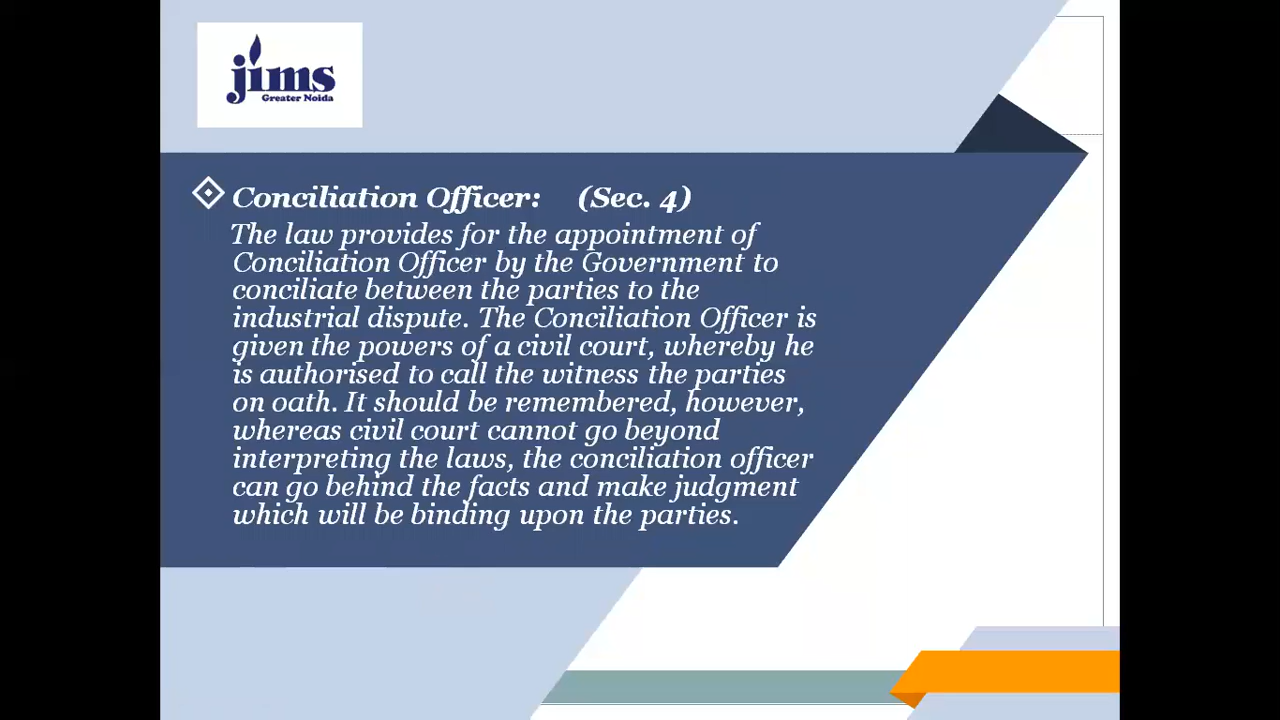 jims
Greater Noida
Conciliation Officer: (Sec. 4)
The law provides for the appointment of
Conciliation Officer by the Government to
conciliate between the parties to the
industrial dispute. The Conciliation Officer is
given the powers of a civil court, whereby he
is authorised to call the witness the parties
on oath. It should be remembered, however,
whereas civil court cannot go beyond
interpreting the laws, the conciliation officer
can go behind the facts and make judgment
which will be binding upon the parties.